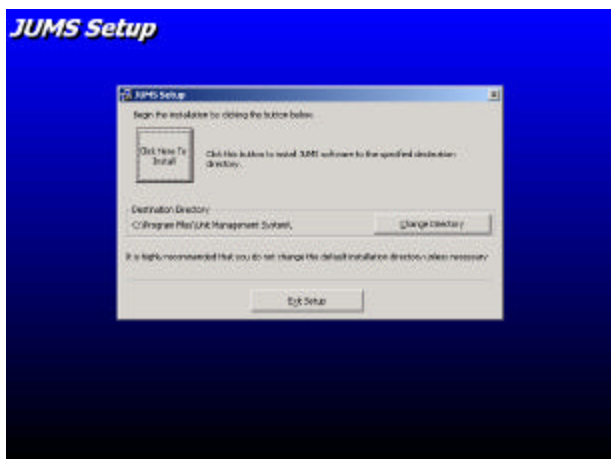 JUMS Setup
JUMS Setup
Begin the installation by clicking the button below.
Click Here To
Install
Click this button to install JUMS software to the specified destination
directory.
Destination Directory
C:\Program Files\Unit Management System\
Change Directory
It is highly recommended that you do not change the default installation directory unless necessary
Exit Setup